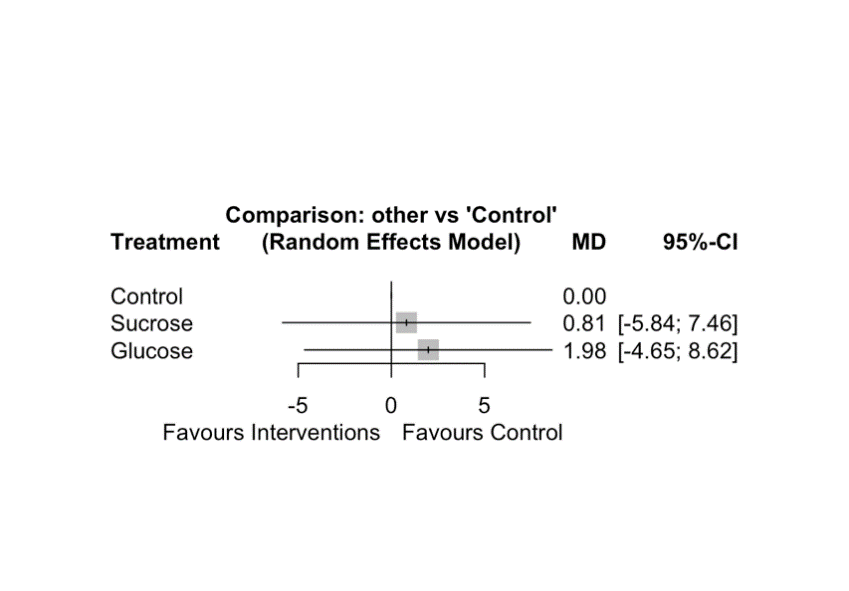 Comparison: other vs 'Control'
Treatment (Random Effects Model) MD 95%-CI
Control 0.00
Sucrose 0.81 [-5.84; 7.46]
Glucose 1.98 [-4.65; 8.62]
-5 0 5
Favours Interventions Favours Control